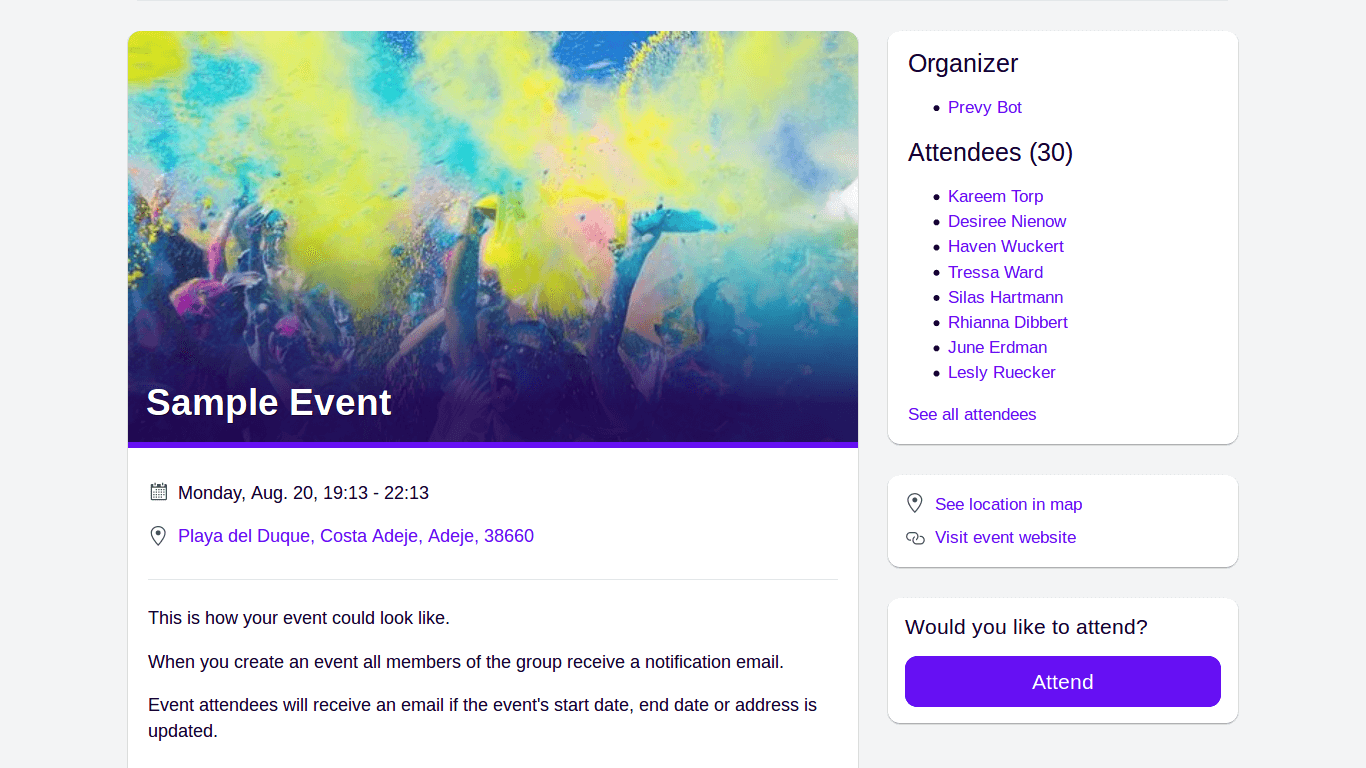 Sample Event
Monday, Aug. 20, 19:13 - 22:13
Playa del Duque, Costa Adeje, Adeje, 38660
This is how your event could look like.
When you create an event all members of the group receive a notification email.
Event attendees will receive an email if the event's start date, end date or address is
updated.
Organizer
Prevy Bot
Attendees (30)
Kareem Torp
Desiree Nienow
Haven Wuckert
Tressa Ward
Silas Hartmann
Rhianna Dibbert
June Erdman
Lesly Ruecker
See all attendees
See location in map
Visit event website
Would you like to attend?
Attend